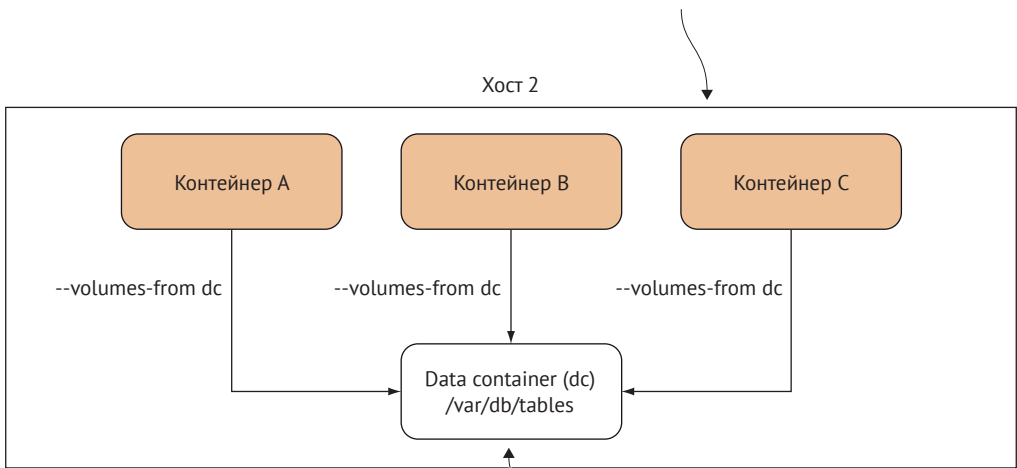 Хост 2
Контейнер A
Контейнер B
Контейнер C
--volumes-from dc
--volumes-from dc
--volumes-from dc
Data container (dc)
/var/db/tables